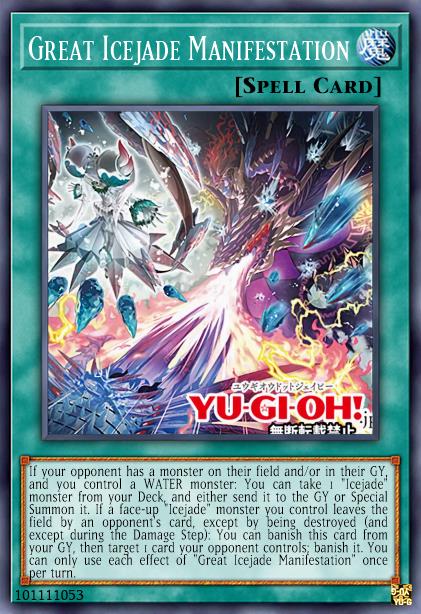 Great Icejade Manifestation
[Spell Card]
ユウギオウドットジェイピー
YU-GI-OH!
無断転載禁止
If your opponent has a monster on their field and/or in their GY,
and you control a WATER monster: You can take 1 "Icejade"
monster from your Deck, and either send it to the GY or Special
Summon it. If a face-up "Icejade" monster you control leaves the
field by an opponent's card, except by being destroyed (and
except during the Damage Step): You can banish this card from
your GY, then target 1 card your opponent controls; banish it. You
can only use each effect of "Great Icejade Manifestation" once
per turn.
101111053